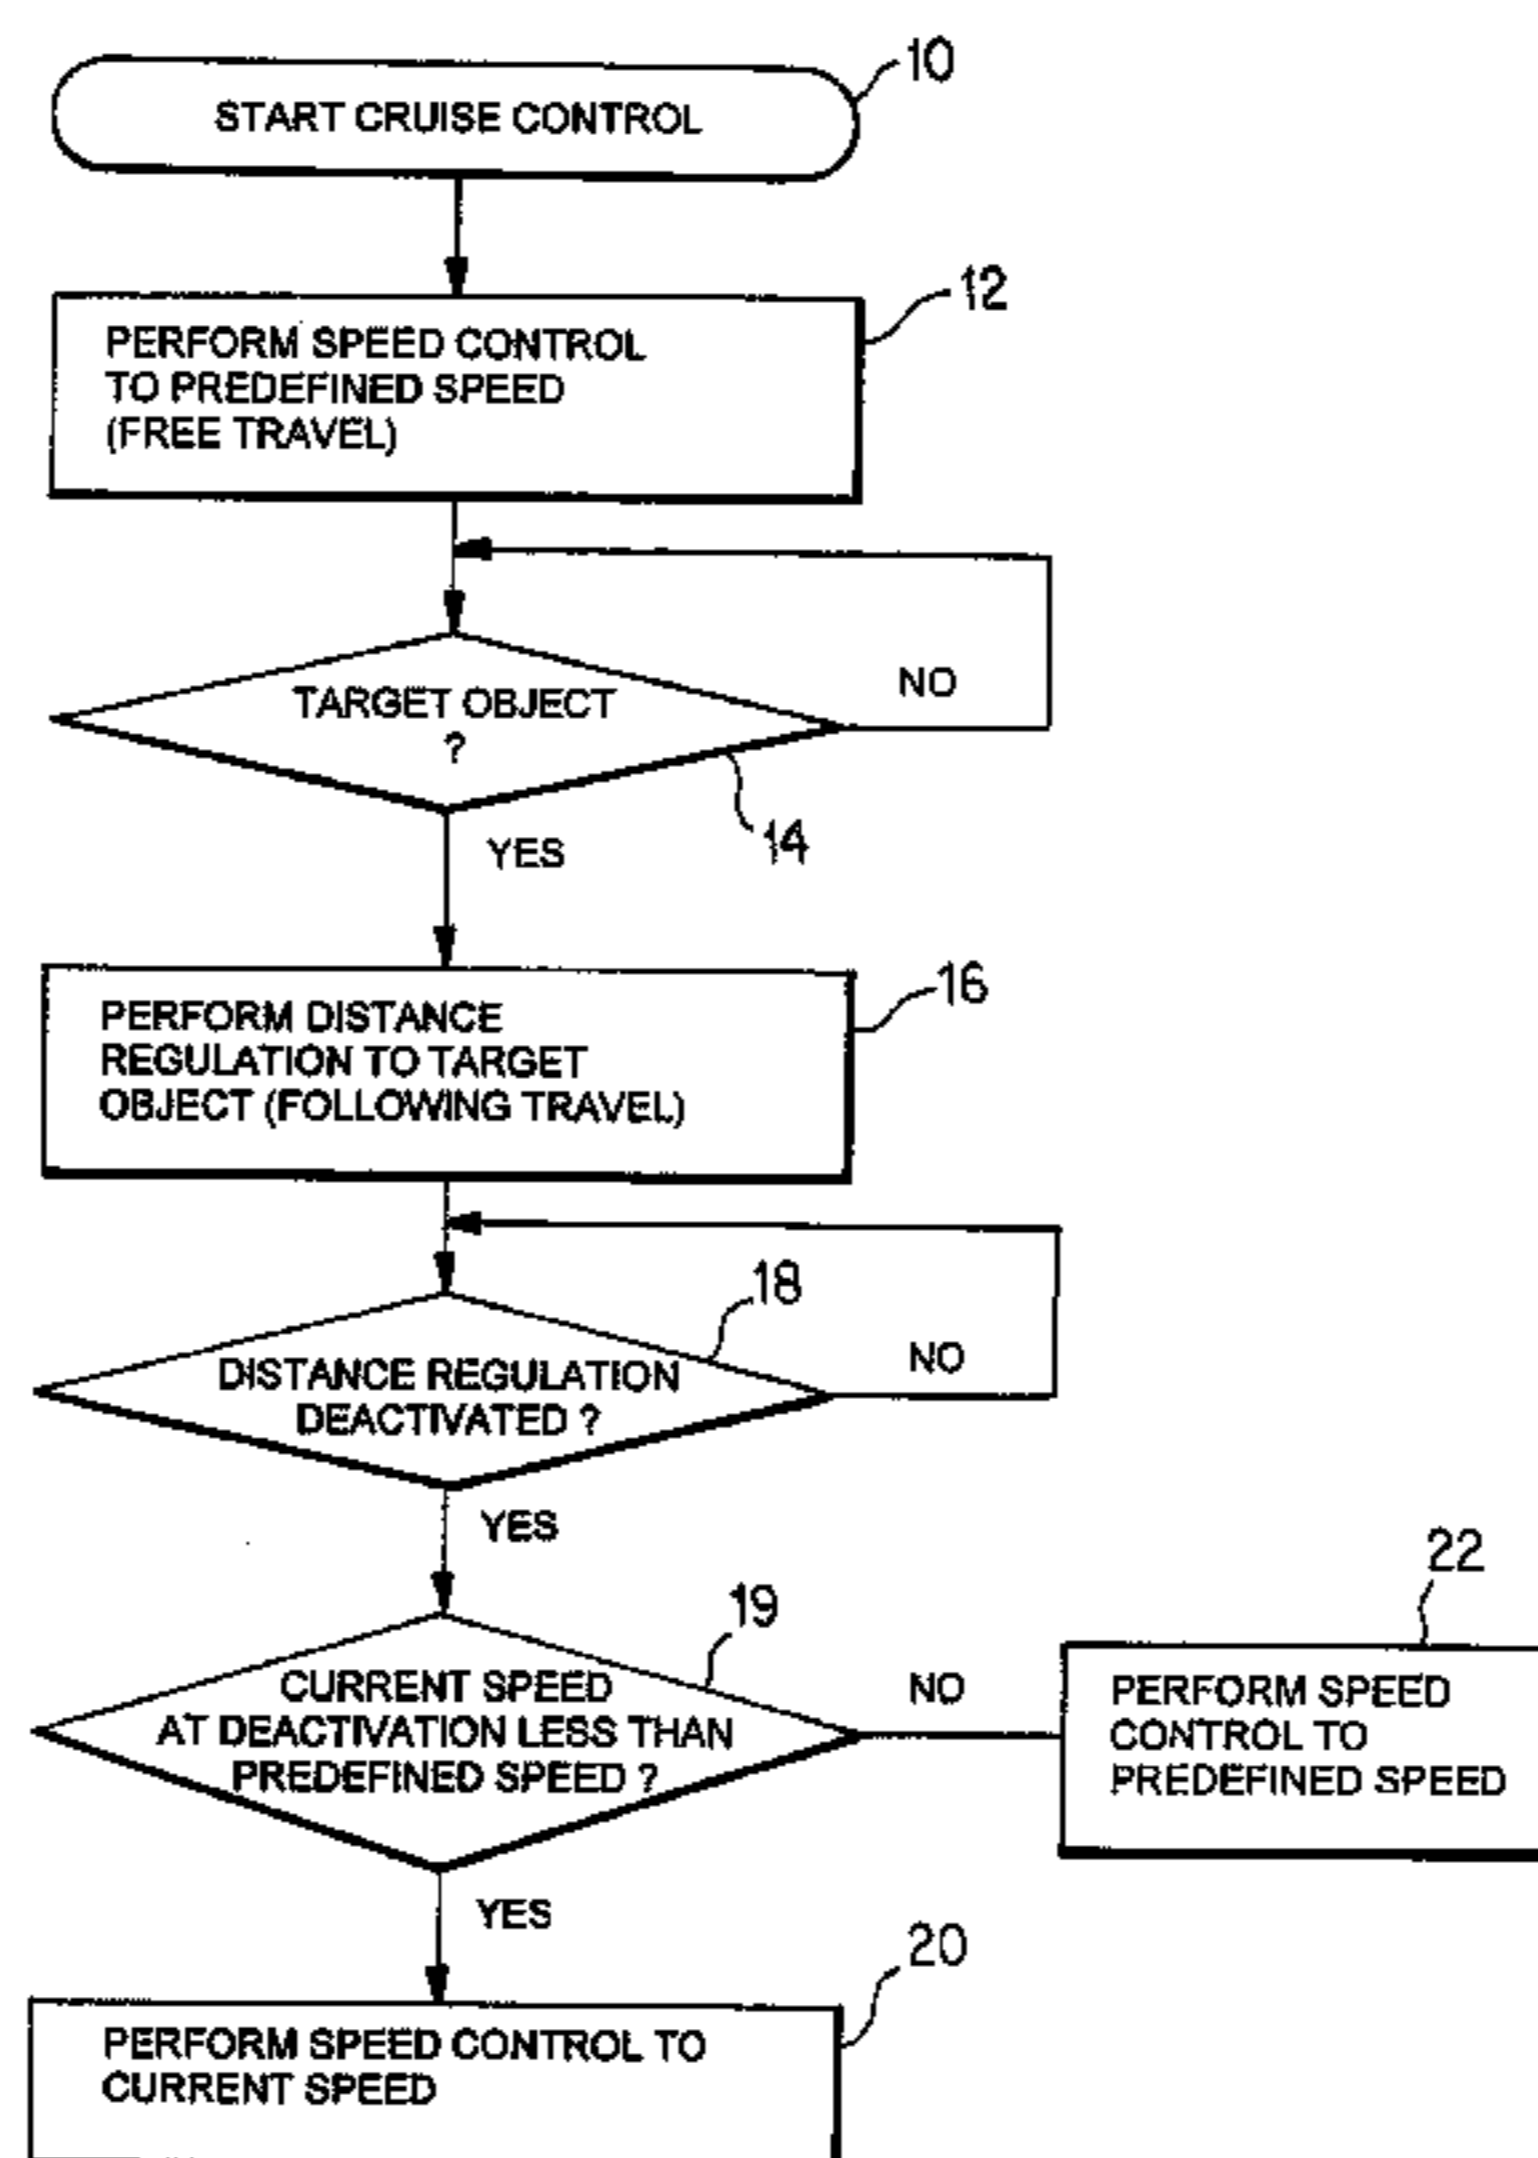 10
START CRUISE CONTROL
12
PERFORM SPEED CONTROL
TO PREDEFINED SPEED
(FREE TRAVEL)
NO
TARGET OBJECT
?
14
YES
16
PERFORM DISTANCE
REGULATION TO TARGET
OBJECT (FOLLOWING TRAVEL)
18
NO
DISTANCE REGULATION
DEACTIVATED ?
YES
19
22
CURRENT SPEED
AT DEACTIVATION LESS THAN
PREDEFINED SPEED ?
NO
PERFORM SPEED
CONTROL TO
PREDEFINED SPEED
YES
20
PERFORM SPEED CONTROL TO
CURRENT SPEED